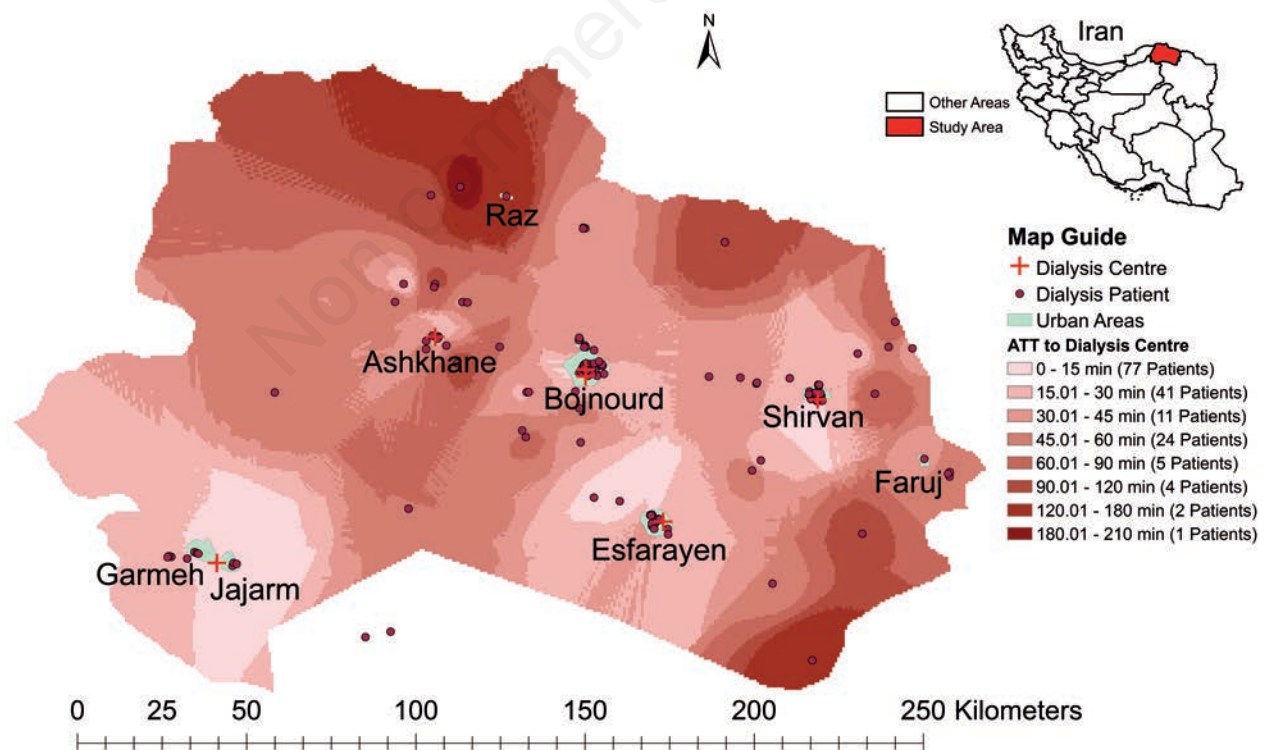 N
Iran
Other Areas
Study Area
Raz
Ashkhane
Bojnourd
Shirvan
Faruj
Esfarayen
Garmeh
Jajarm
Map Guide
Dialysis Centre
Dialysis Patient
Urban Areas
ATT to Dialysis Centre
0 - 15 min (77 Patients)
15.01 - 30 min (41 Patients)
30.01 - 45 min (11 Patients)
45.01 - 60 min (24 Patients)
60.01 - 90 min (5 Patients)
90.01 - 120 min (4 Patients)
120.01 - 180 min (2 Patients)
180.01 - 210 min (1 Patients)
0 25 50 100 150 200 250 Kilometers
Non commer